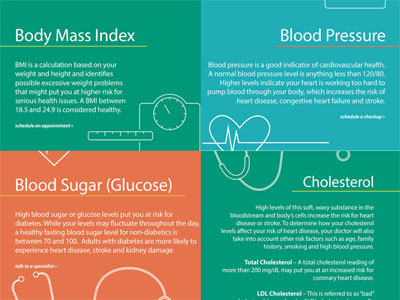 Body Mass Index
BMI is a calculation based on your
weight and height and identifies
possible excessive weight problems
that might put you at higher risk for
serious health issues. A BMI between
18.5 and 24.9 is considered healthy.
schedule an appointment >
Blood Pressure
Blood pressure is a good indicator of cardiovascular health.
A normal blood pressure level is anything less than 120/80.
Higher levels indicate your heart is working too hard to
pump blood through your body, which increases the risk of
heart disease, congestive heart failure and stroke.
schedule a checkup >
Blood Sugar (Glucose)
High blood sugar or glucose levels put you at risk for
diabetes. While your levels may fluctuate throughout the day,
a healthy fasting blood sugar level for non-diabetics is
between 70 and 100. Adults with diabetes are more likely to
experience heart disease, stroke and kidney damage.
talk to a specialist >
Cholesterol
High levels of this soft, waxy substance in the
bloodstream and body's cells increase the risk for heart
disease or stroke. To determine how your cholesterol
levels affect your risk of heart disease, your doctor will also
take into account other risk factors such as age, family
history, smoking and high blood pressure.
Total Cholesterol – A total cholesterol reading of
more than 200 mg/dL may put you at an increased risk for
coronary heart disease.
LDL Cholesterol – This is referred to as "bad"